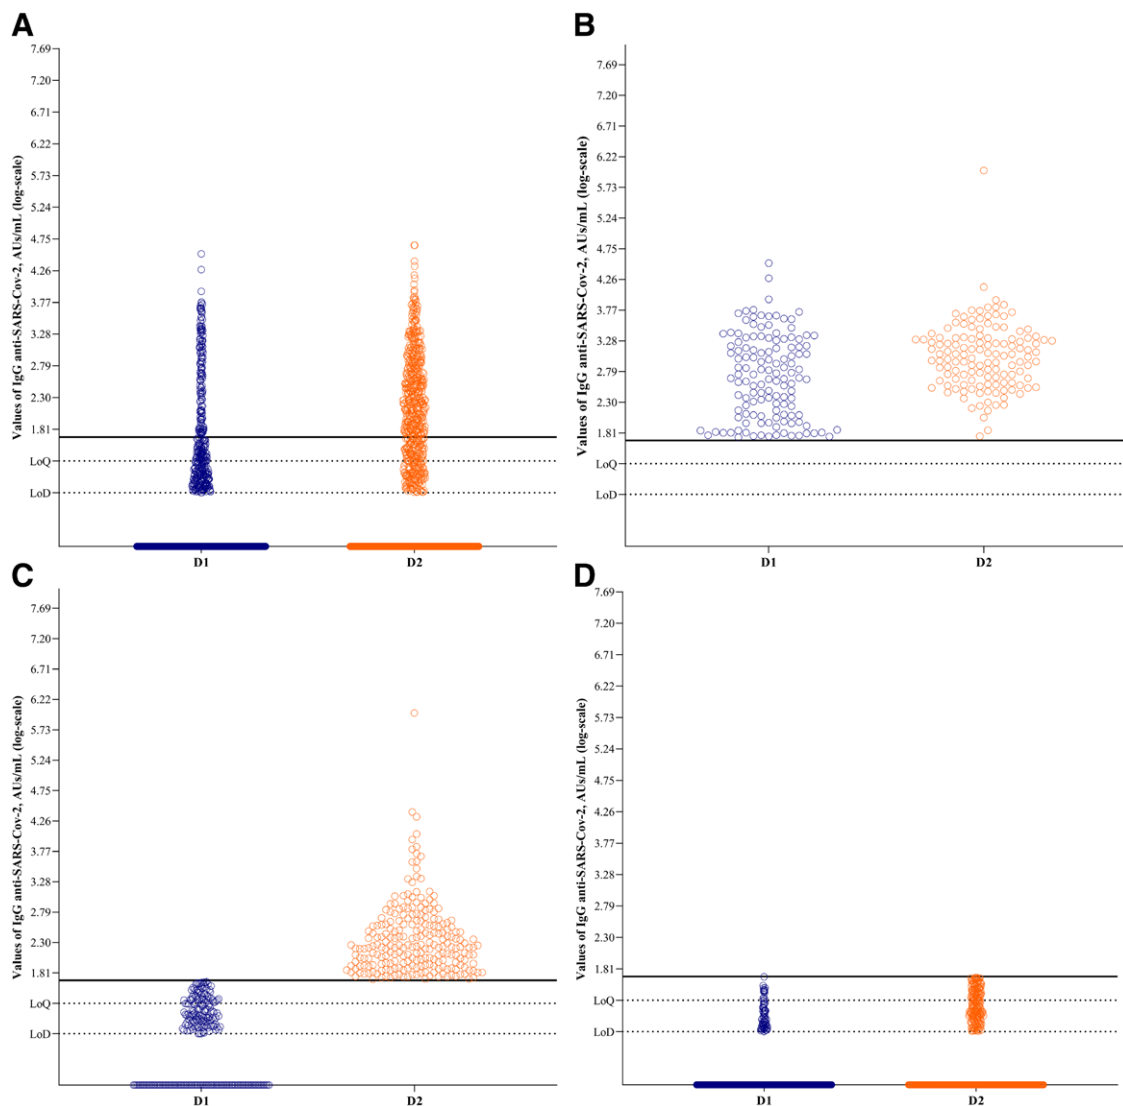 A
Values of IgG anti-SARS-Cov-2, AUs/mL (log-scale)
7.69
7.20
6.71
6.22
5.73
5.24
4.75
4.26
3.77
3.28
2.79
2.30
1.81
LoQ
LoD
D1 D2
B
Values of IgG anti-SARS-Cov-2, AUs/mL (log-scale)
7.69
7.20
6.71
6.22
5.73
5.24
4.75
4.26
3.77
3.28
2.79
2.30
1.81
LoQ
LoD
D1 D2
C
Values of IgG anti-SARS-Cov-2, AUs/mL (log-scale)
7.69
7.20
6.71
6.22
5.73
5.24
4.75
4.26
3.77
3.28
2.79
2.30
1.81
LoQ
LoD
D1 D2
D
Values of IgG anti-SARS-Cov-2, AUs/mL (log-scale)
7.69
7.20
6.71
6.22
5.73
5.24
4.75
4.26
3.77
3.28
2.79
2.30
1.81
LoQ
LoD
D1 D2